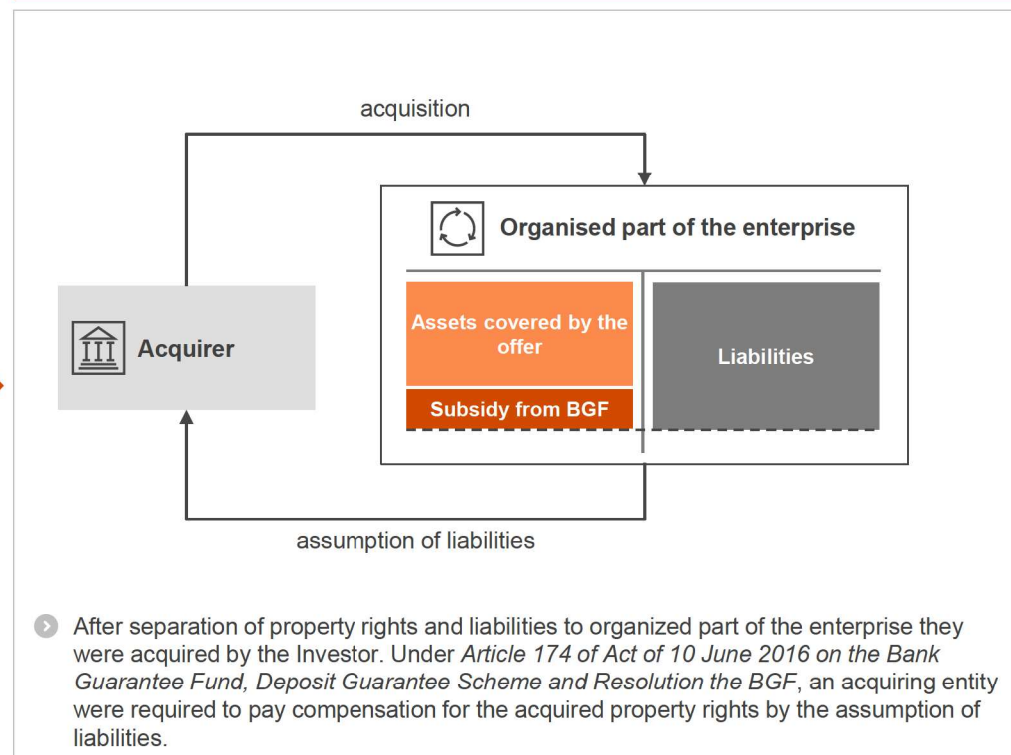 acquisition
Organised part of the enterprise
Acquirer
Assets covered by the
offer
Liabilities
Subsidy from BGF
assumption of liabilities
After separation of property rights and liabilities to organized part of the enterprise they
were acquired by the Investor. Under Article 174 of Act of 10 June 2016 on the Bank
Guarantee Fund, Deposit Guarantee Scheme and Resolution the BGF, an acquiring entity
were required to pay compensation for the acquired property rights by the assumption of
liabilities.